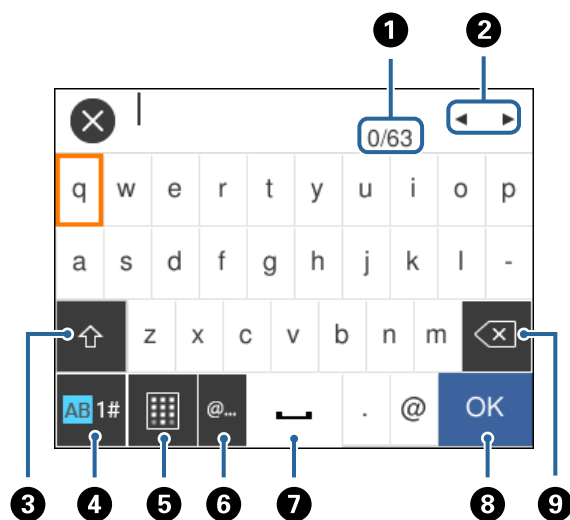 1 2
0/63
q w e r t y u i o p
a s d f g h j k l -
3 z x c v b n m 9
AB 1# @... . @ OK
4 5 6 7 8